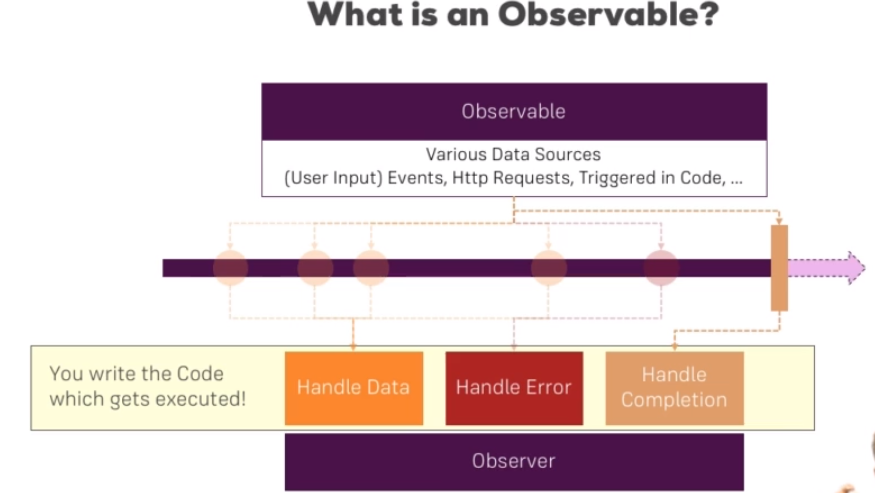 What is an Observable?
Observable
Various Data Sources
(User Input) Events, Http Requests, Triggered in Code, ...
You write the Code
which gets executed!
Handle Data
Handle Error
Handle
Completion
Observer